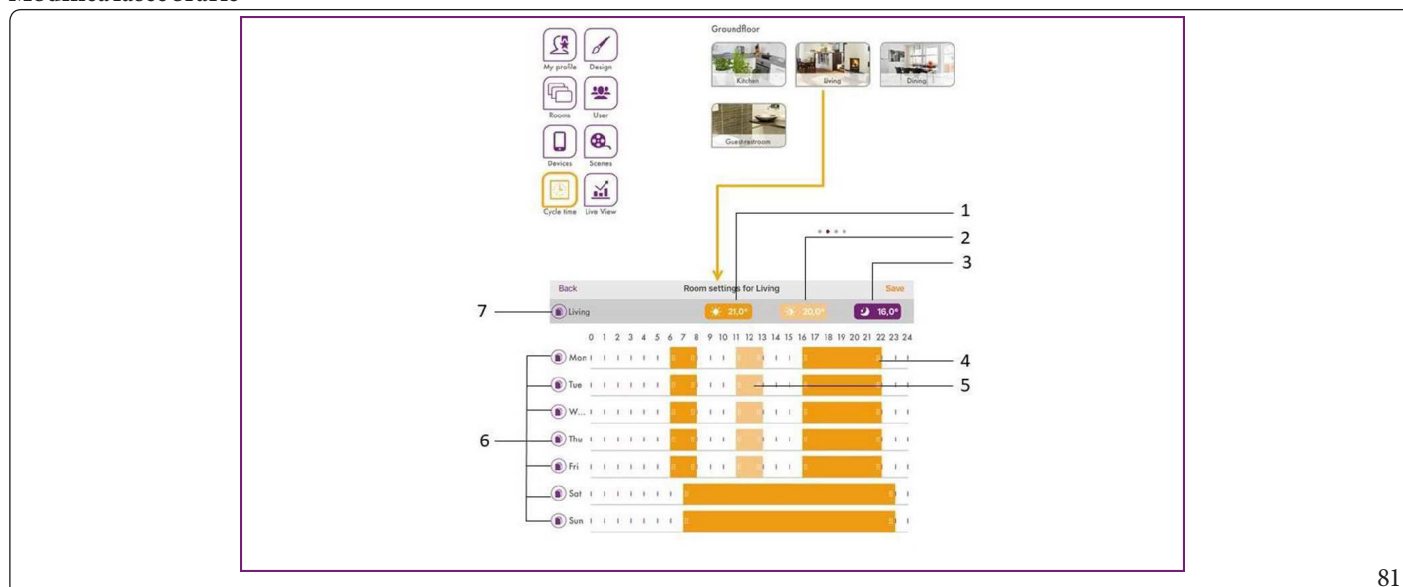 Groundfloor
My profile Design
Kitchen Living Dining
Rooms User
Guestrestroom
Devices Scenes
Cycle time Live View
1
2
3
Back Room settings for Living Save
7 Living 21,0° 20,0° 16,0°
0 1 2 3 4 5 6 7 8 9 10 11 12 13 14 15 16 17 18 19 20 21 22 23 24
Mon 4
Tue 5
W...
6 Thu
Fri
Sat
Sun
81